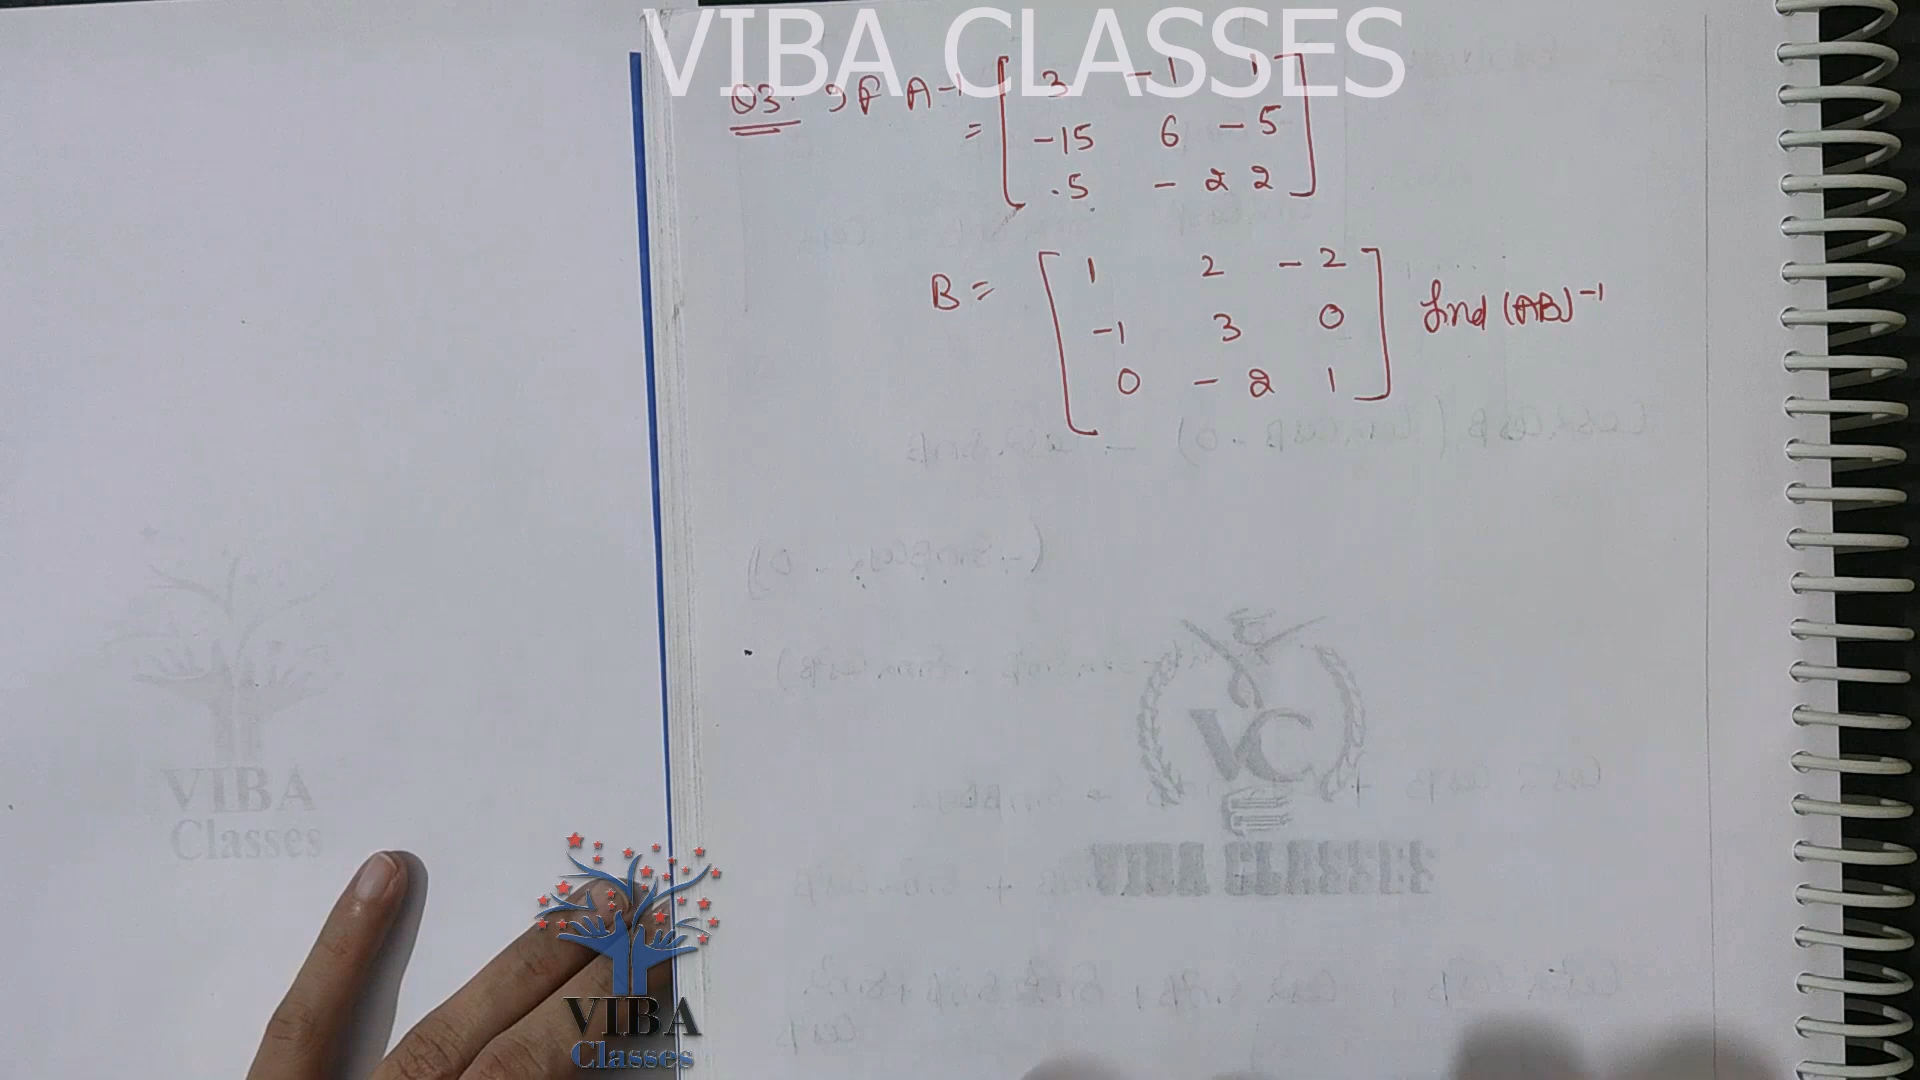 VIBA CLASSES
Q3. If A-1 = [ 3 -1 1
-15 6 -5
5 -2 2 ]
B = [ 1 2 -2
-1 3 0
0 -2 1 ] find (AB)-1
VC
VIBA CLASSES
VIBA
Classes
VIBA
Classes